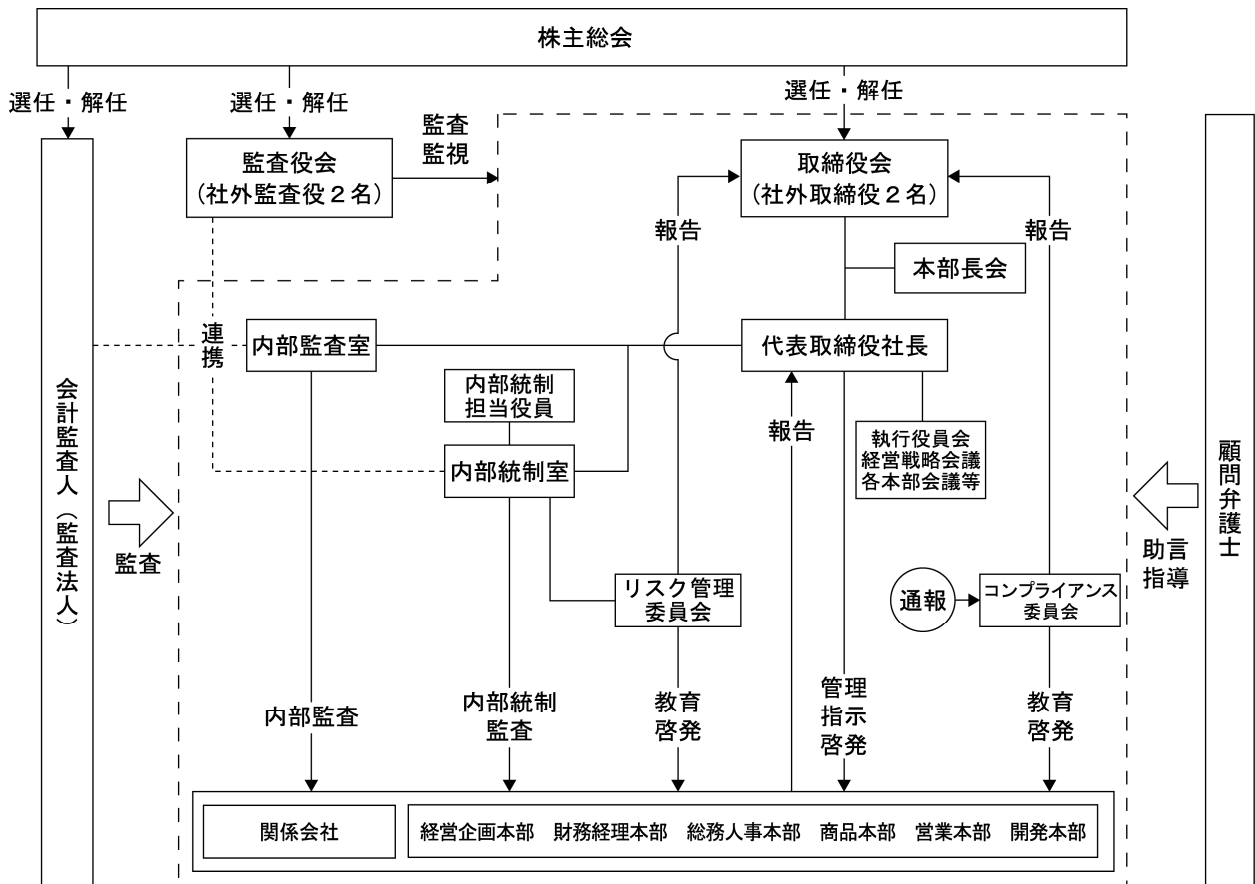 株主総会
選任・解任
選任・解任
選任・解任
監査
監視
監査役会
(社外監査役２名)
取締役会
(社外取締役２名)
報告
報告
本部長会
連携
内部監査室
代表取締役社長
内部統制
担当役員
報告
執行役員会
経営戦略会議
各本部会議等
内部統制室
会計監査人（監査法人）
顧問弁護士
監査
助言
指導
リスク管理
委員会
通報
コンプライアンス
委員会
内部監査
内部統制
監査
教育
啓発
管理
指示
啓発
教育
啓発
関係会社
経営企画本部 財務経理本部 総務人事本部 商品本部 営業本部 開発本部